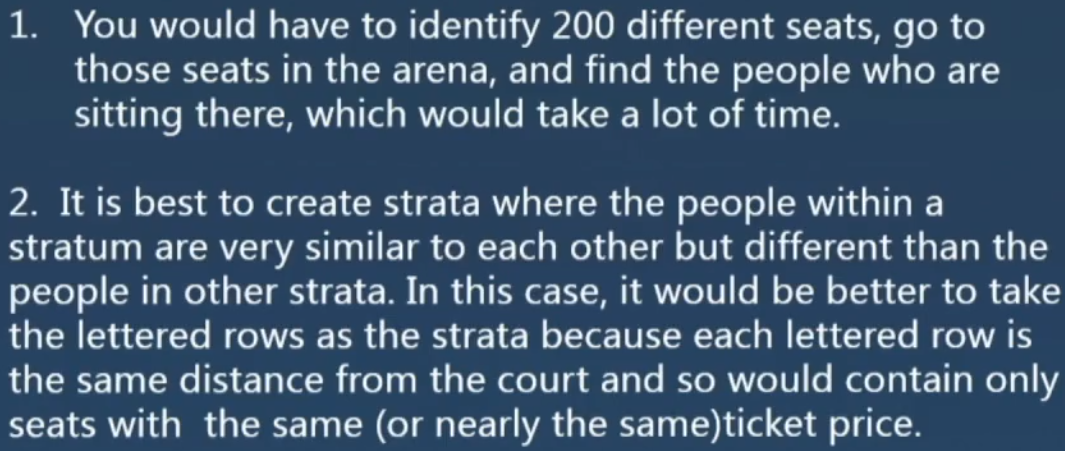 1. You would have to identify 200 different seats, go to
those seats in the arena, and find the people who are
sitting there, which would take a lot of time.
2. It is best to create strata where the people within a
stratum are very similar to each other but different than the
people in other strata. In this case, it would be better to take
the lettered rows as the strata because each lettered row is
the same distance from the court and so would contain only
seats with the same (or nearly the same)ticket price.